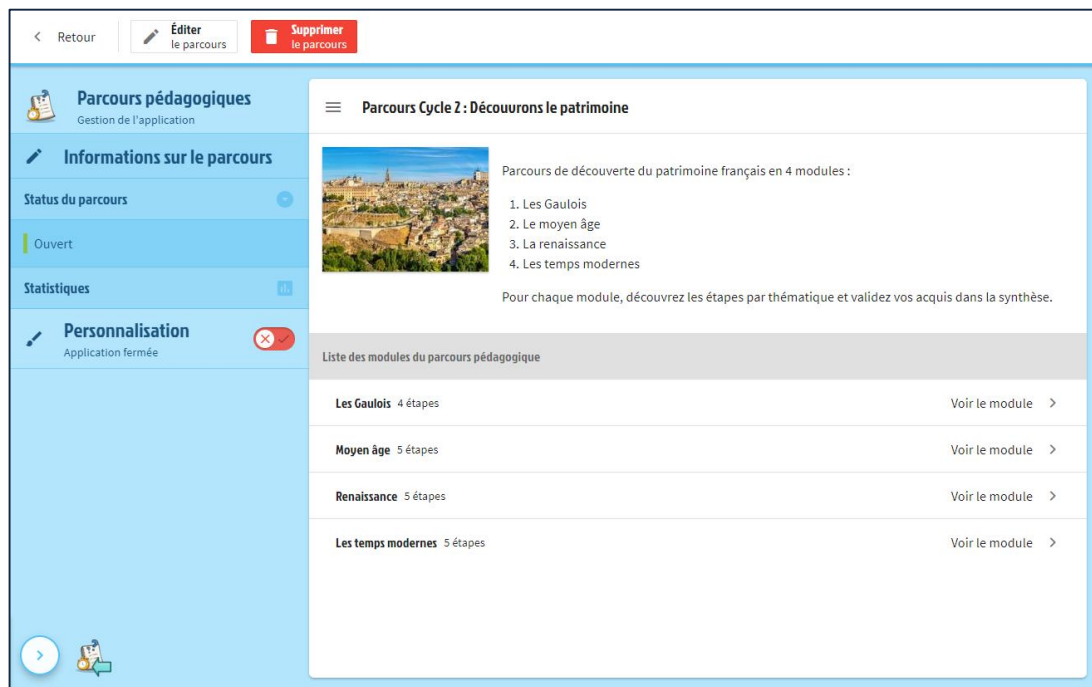 Retour
Éditer
le parcours
Supprimer
le parcours
Parcours pédagogiques
Gestion de l'application
Informations sur le parcours
Status du parcours
Ouvert
Statistiques
Personnalisation
Application fermée
Parcours Cycle 2 : Découvrons le patrimoine
Parcours de découverte du patrimoine français en 4 modules :
1. Les Gaulois
2. Le moyen âge
3. La renaissance
4. Les temps modernes
Pour chaque module, découvrez les étapes par thématique et validez vos acquis dans la synthèse.
Liste des modules du parcours pédagogique
Les Gaulois 4 étapes Voir le module
Moyen âge 5 étapes Voir le module
Renaissance 5 étapes Voir le module
Les temps modernes 5 étapes Voir le module